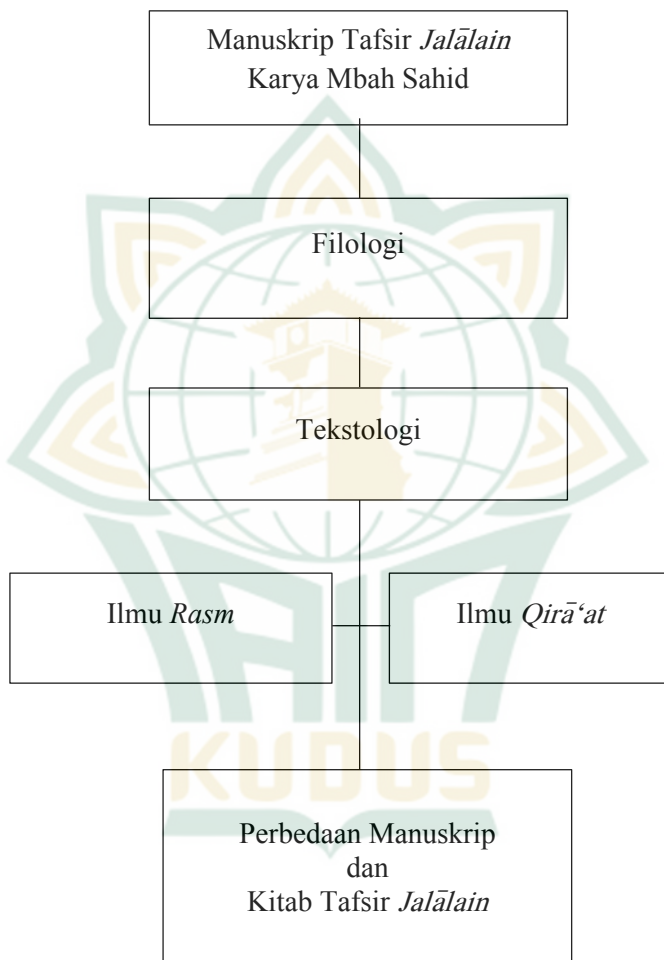 Manuskrip Tafsir Jalālain
Karya Mbah Sahid
Filologi
Tekstologi
Ilmu Rasm
Ilmu Qirā‘at
IAIN
KUDUS
Perbedaan Manuskrip
dan
Kitab Tafsir Jalālain